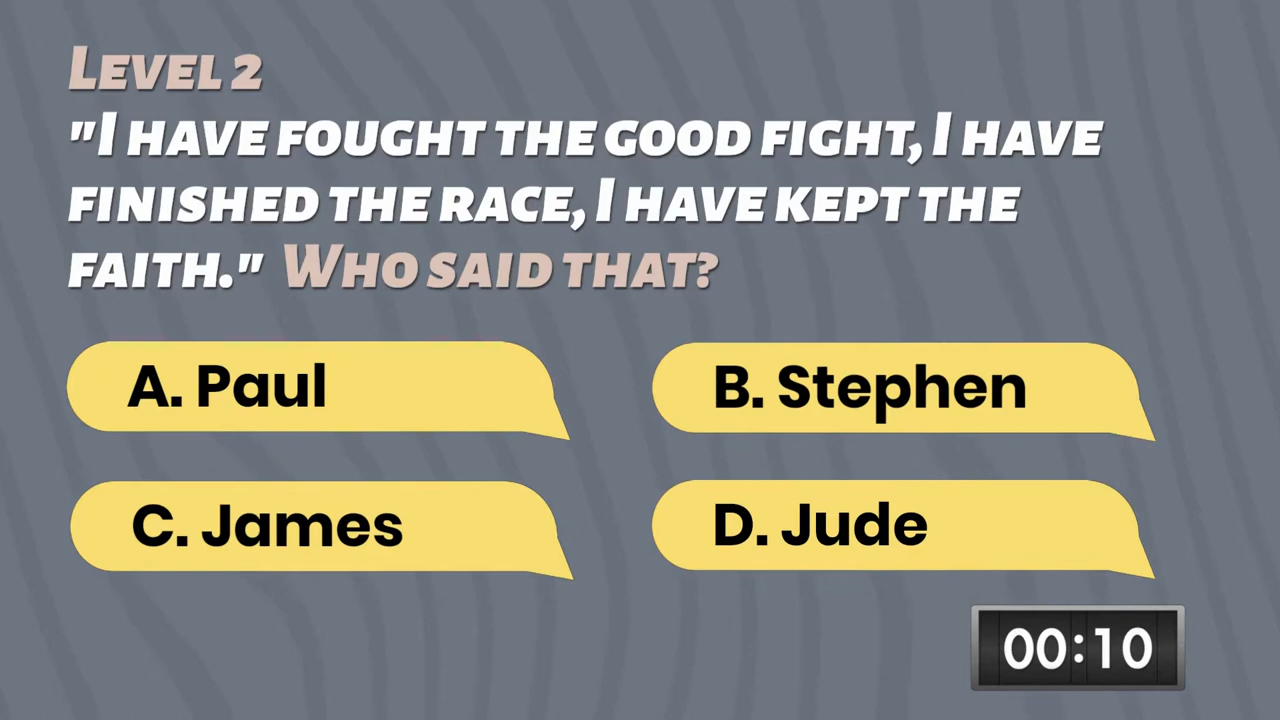 Level 2
"I have fought the good fight, I have
finished the race, I have kept the
faith." Who said that?
A. Paul
B. Stephen
C. James
D. Jude
00:10